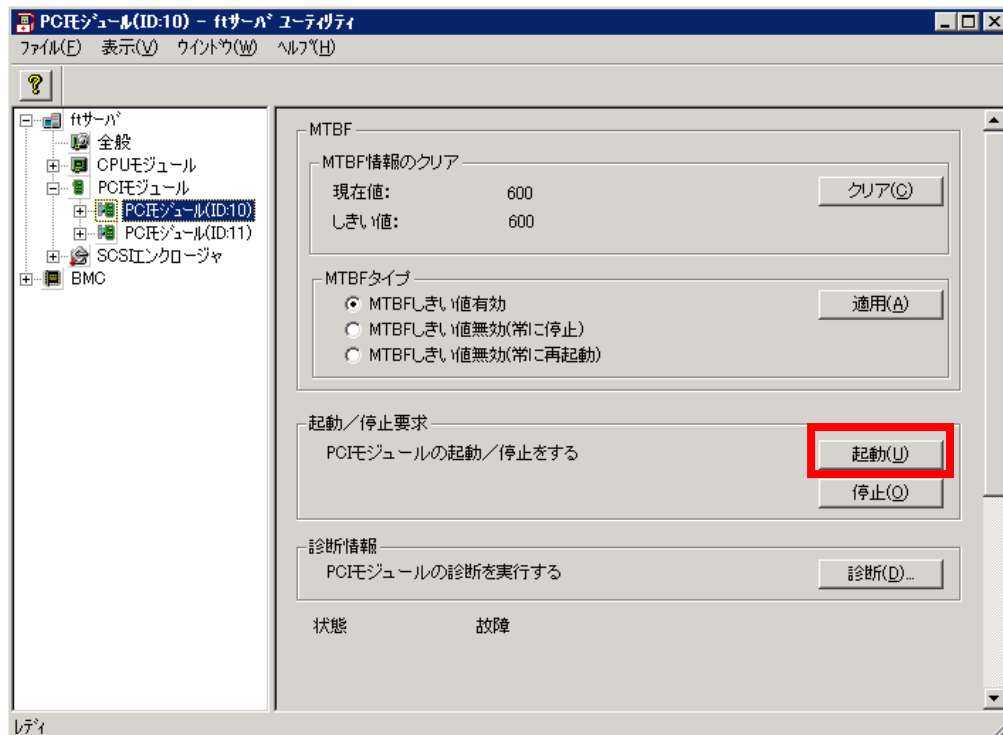 PCIモジュール(ID:10) - ftサーバ ユーティリティ
ファイル(F) 表示(V) ウインドウ(W) ヘルプ(H)
ftサーバ
全般
CPUモジュール
PCIモジュール
PCIモジュール(ID:10)
PCIモジュール(ID:11)
SCSIエンクロージャ
BMC
MTBF
MTBF情報のクリア
現在値: 600 クリア(C)
しきい値: 600
MTBFタイプ
MTBFしきい値有効 適用(A)
MTBFしきい値無効(常に停止)
MTBFしきい値無効(常に再起動)
起動／停止要求
PCIモジュールの起動／停止をする 起動(U)
停止(O)
診断情報
PCIモジュールの診断を実行する 診断(D)...
状態 故障
レディ